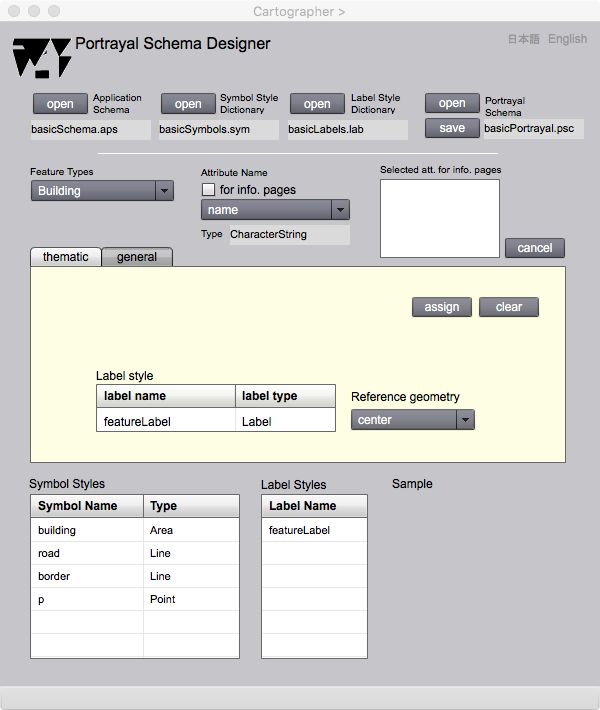 Cartographer >
Portrayal Schema Designer
日本語 English
open Application Schema
open Symbol Style Dictionary
open Label Style Dictionary
open Portrayal Schema
save
basicSchema.aps
basicSymbols.sym
basicLabels.lab
basicPortrayal.psc
Feature Types
Building
Attribute Name
for info. pages
name
Type CharacterString
Selected att. for info. pages
cancel
thematic general
assign clear
Label style
label name label type
featureLabel Label
Reference geometry
center
Symbol Styles
Symbol Name Type
building Area
road Line
border Line
p Point
Label Styles
Label Name
featureLabel
Sample